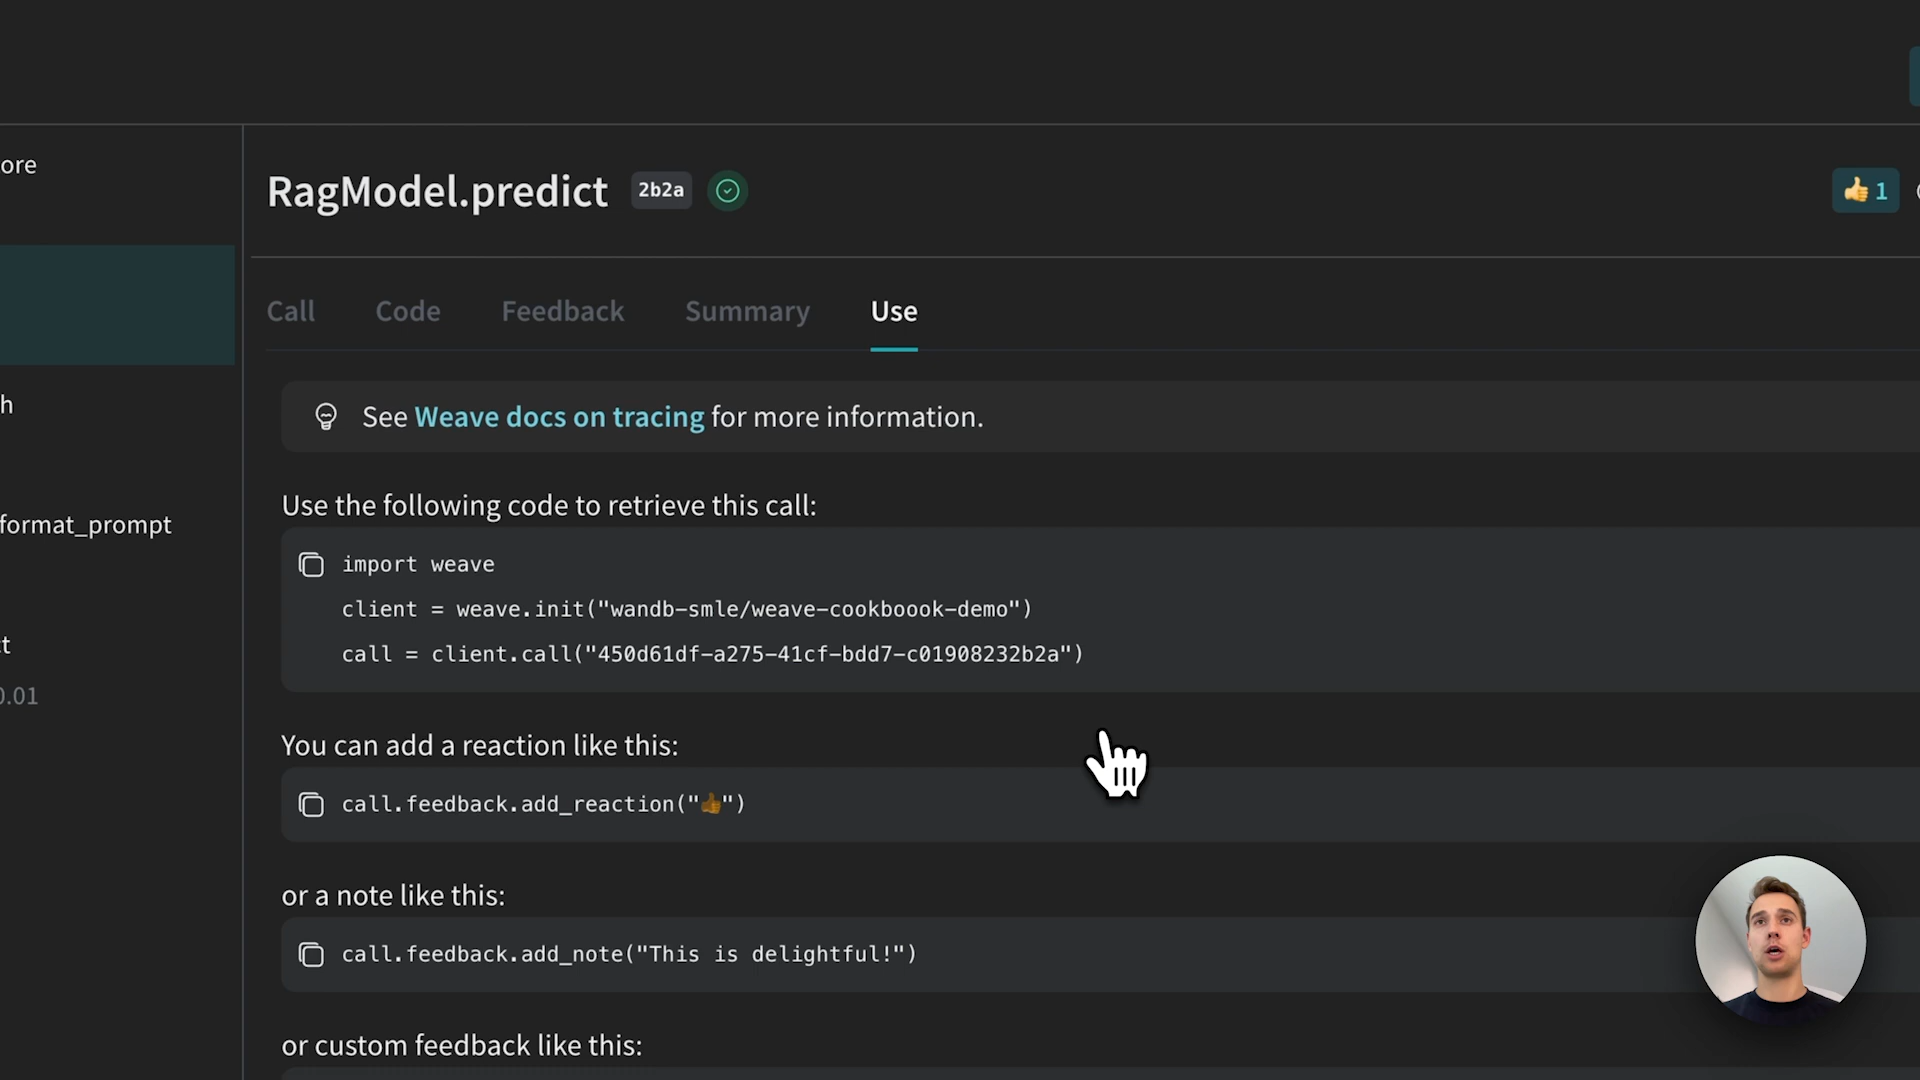 ore
h
format_prompt
t
0.01
RagModel.predict 2b2a
👍 1
Call Code Feedback Summary Use
See Weave docs on tracing for more information.
Use the following code to retrieve this call:
import weave
client = weave.init("wandb-smle/weave-cookboook-demo")
call = client.call("450d61df-a275-41cf-bdd7-c01908232b2a")
You can add a reaction like this:
call.feedback.add_reaction("👍🏾")
or a note like this:
call.feedback.add_note("This is delightful!")
or custom feedback like this: